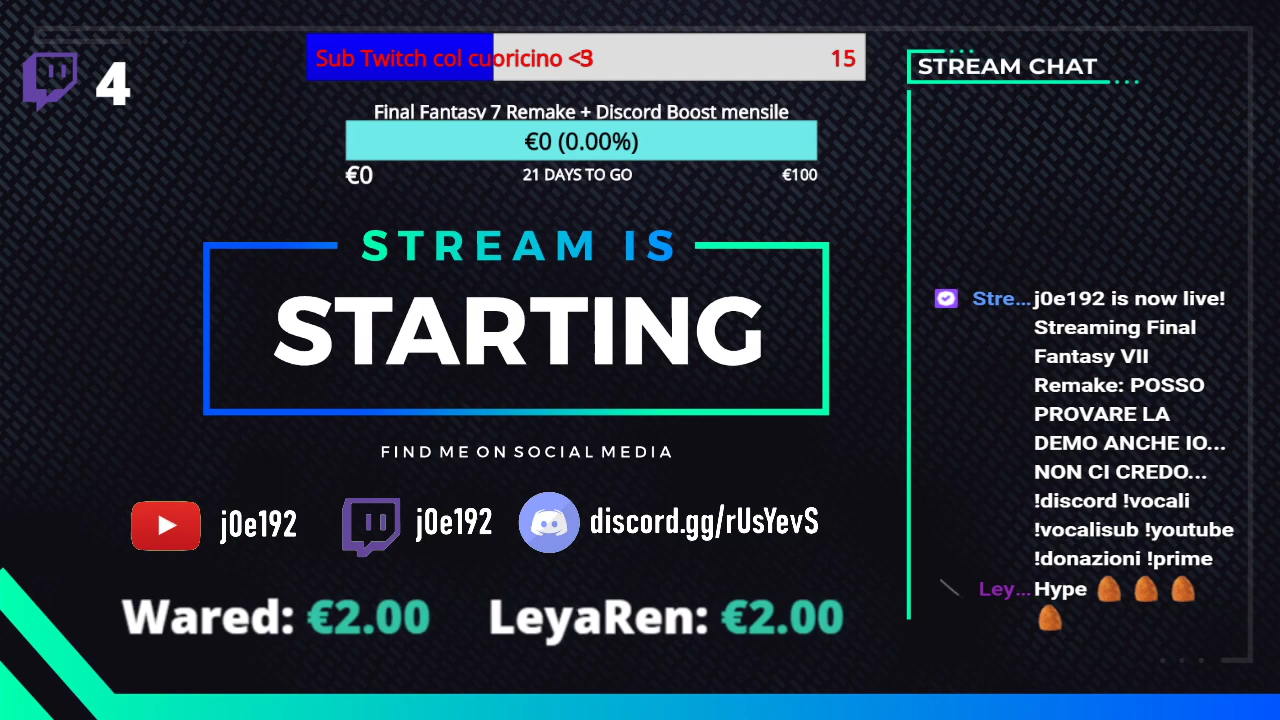 4
Sub Twitch col cuoricino <3 15
Final Fantasy 7 Remake + Discord Boost mensile
€0 (0.00%)
€0 21 DAYS TO GO €100
STREAM IS
STARTING
FIND ME ON SOCIAL MEDIA
j0e192 j0e192 discord.gg/rUsYevS
Wared: €2.00 LeyaRen: €2.00
STREAM CHAT
Stre... j0e192 is now live!
Streaming Final
Fantasy VII
Remake: POSSO
PROVARE LA
DEMO ANCHE IO...
NON CI CREDO...
!discord !vocali
!vocalisub !youtube
!donazioni !prime
Ley... Hype